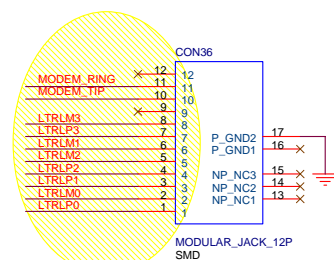 CON36
12 12
MODEM_RING 11 11
MODEM_TIP 10 10
9 9
LTRLM3 8 8
LTRLP3 7 7 P_GND2 17
LTRLM1 6 6 P_GND1 16
LTRLM2 5 5
LTRLP2 4 4 NP_NC3 15
LTRLP1 3 3 NP_NC2 14
LTRLM0 2 2 NP_NC1 13
LTRLP0 1 1
MODULAR_JACK_12P
SMD